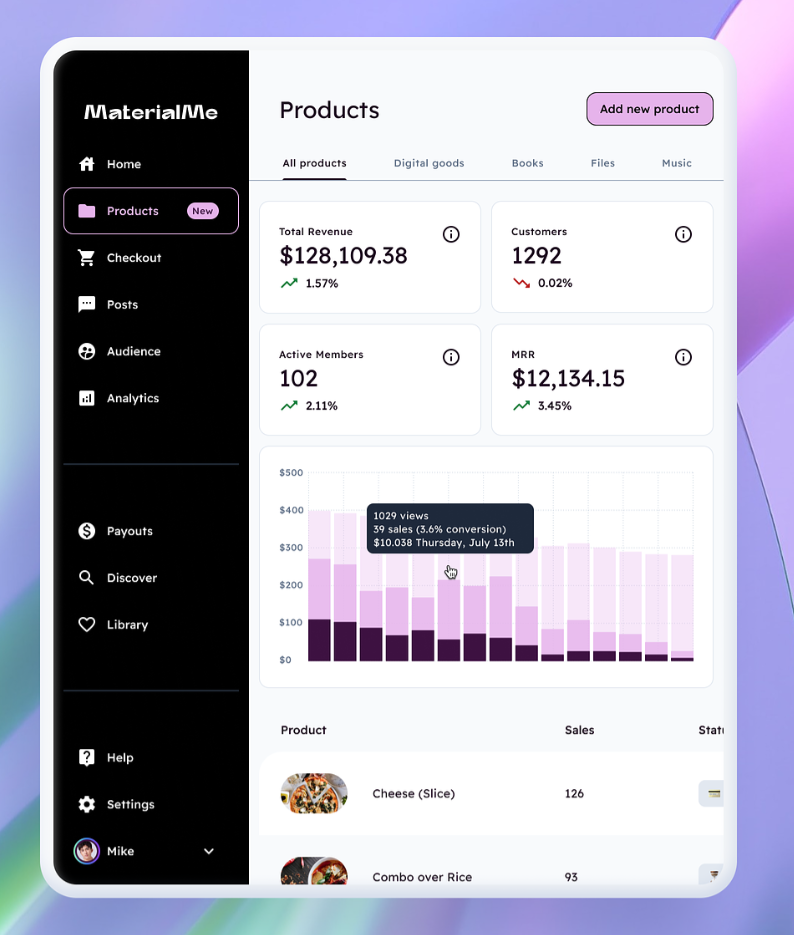 MaterialMe
Home
Products New
Checkout
Posts
Audience
Analytics
Payouts
Discover
Library
Help
Settings
Mike
Products
Add new product
All products Digital goods Books Files Music
Total Revenue
$128,109.38
1.57%
Customers
1292
0.02%
Active Members
102
2.11%
MRR
$12,134.15
3.45%
$500
$400
$300
$200
$100
$0
1029 views
39 sales (3.6% conversion)
$10.038 Thursday, July 13th
Product Sales Statu
Cheese (Slice) 126
Combo over Rice 93